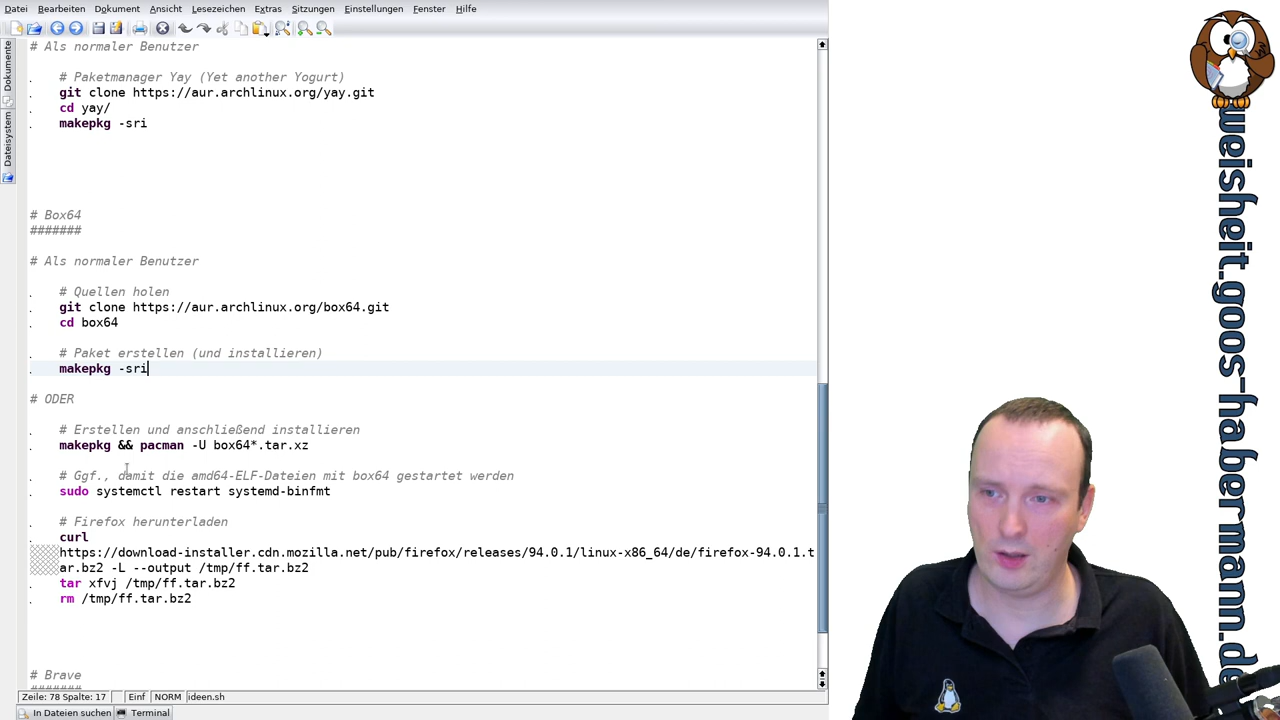 Datei Bearbeiten Dokument Ansicht Lesezeichen Extras Sitzungen Einstellungen Fenster Hilfe
Dokumente
Dateisystem
# Als normaler Benutzer
# Paketmanager Yay (Yet another Yogurt)
git clone https://aur.archlinux.org/yay.git
cd yay/
makepkg -sri
# Box64
#######
# Als normaler Benutzer
# Quellen holen
git clone https://aur.archlinux.org/box64.git
cd box64
# Paket erstellen (und installieren)
makepkg -sri
# ODER
# Erstellen und anschließend installieren
makepkg && pacman -U box64*.tar.xz
# Ggf., damit die amd64-ELF-Dateien mit box64 gestartet werden
sudo systemctl restart systemd-binfmt
# Firefox herunterladen
curl
https://download-installer.cdn.mozilla.net/pub/firefox/releases/94.0.1/linux-x86_64/de/firefox-94.0.1.t
ar.bz2 -L --output /tmp/ff.tar.bz2
tar xfvj /tmp/ff.tar.bz2
rm /tmp/ff.tar.bz2
# Brave
#######
Zeile: 78 Spalte: 17 Einf NORM ideen.sh
In Dateien suchen Terminal
weisheit.goos-habermann.de